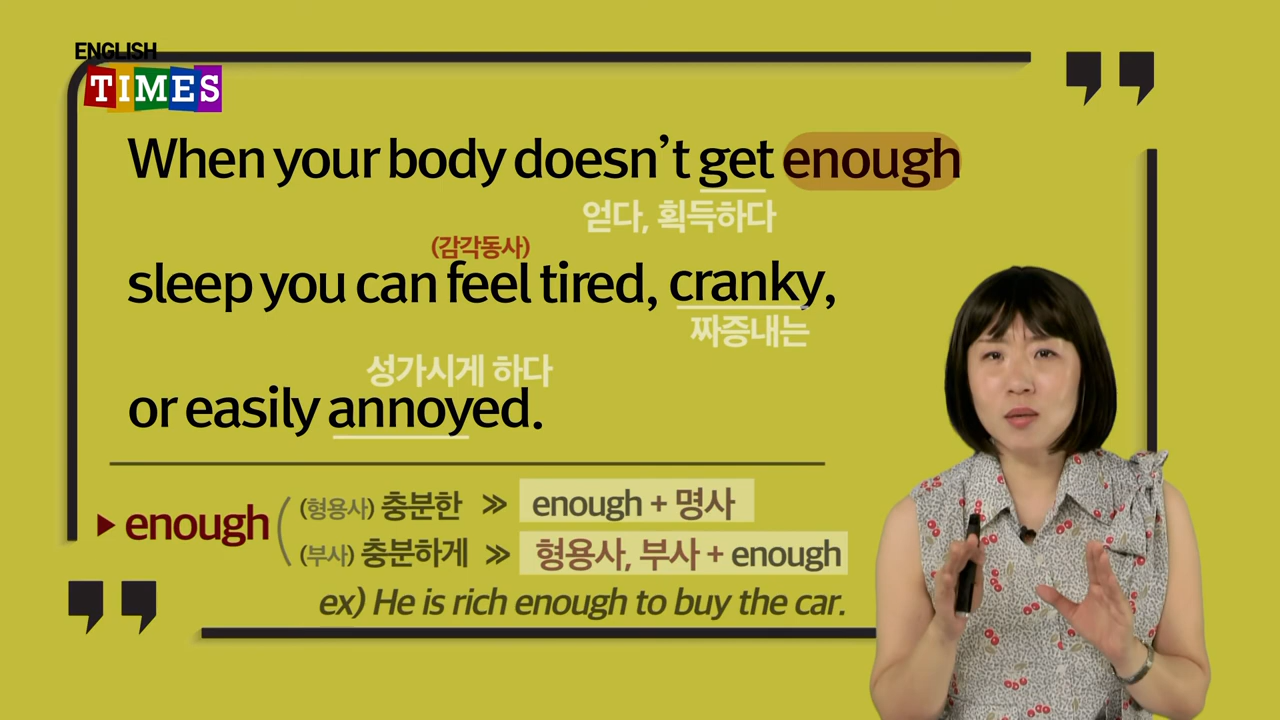 ENGLISH
TIMES
When your body doesn't get enough
얻다, 획득하다
(감각동사)
sleep you can feel tired, cranky,
짜증내는
성가시게 하다
or easily annoyed.
▶ enough
(형용사) 충분한 » enough + 명사
(부사) 충분하게 » 형용사, 부사 + enough
ex) He is rich enough to buy the car.